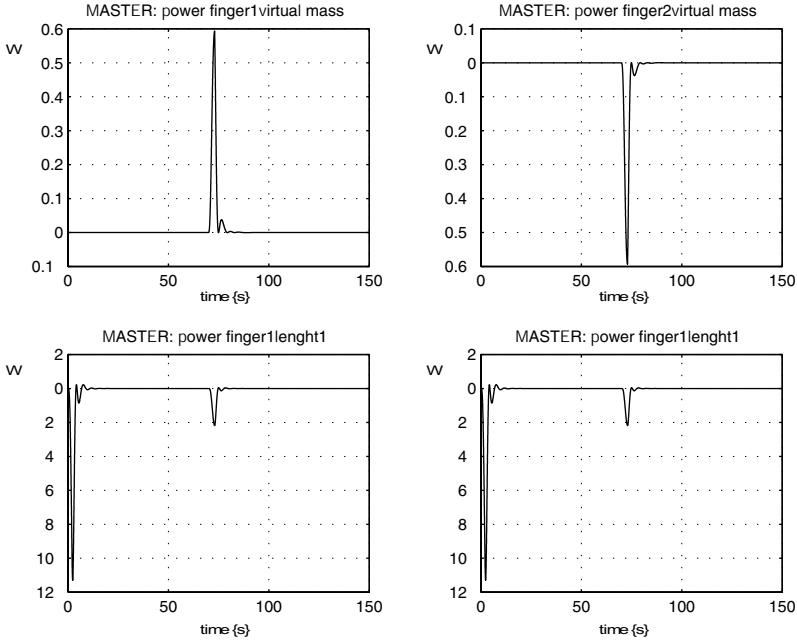 MASTER: power finger1virtual mass
W
0.6
0.5
0.4
0.3
0.2
0.1
0
0.1
0 50 100 150
time {s}
MASTER: power finger2virtual mass
W
0.1
0
0.1
0.2
0.3
0.4
0.5
0.6
0 50 100 150
time {s}
MASTER: power finger1lenght1
W
2
0
2
4
6
8
10
12
0 50 100 150
time {s}
MASTER: power finger1lenght1
W
2
0
2
4
6
8
10
12
0 50 100 150
time {s}